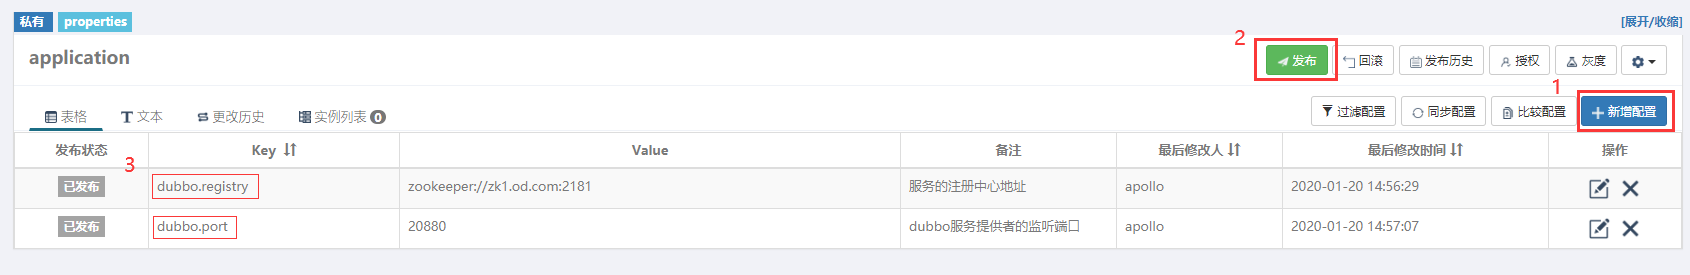 私有 properties [展开/收缩]
application 2 发布 回滚 发布历史 授权 灰度
1
表格 文本 更改历史 实例列表 0 过滤配置 同步配置 比较配置 新增配置
发布状态 Key Value 备注 最后修改人 最后修改时间 操作
3
已发布 dubbo.registry zookeeper://zk1.od.com:2181 服务的注册中心地址 apollo 2020-01-20 14:56:29
已发布 dubbo.port 20880 dubbo服务提供者的监听端口 apollo 2020-01-20 14:57:07